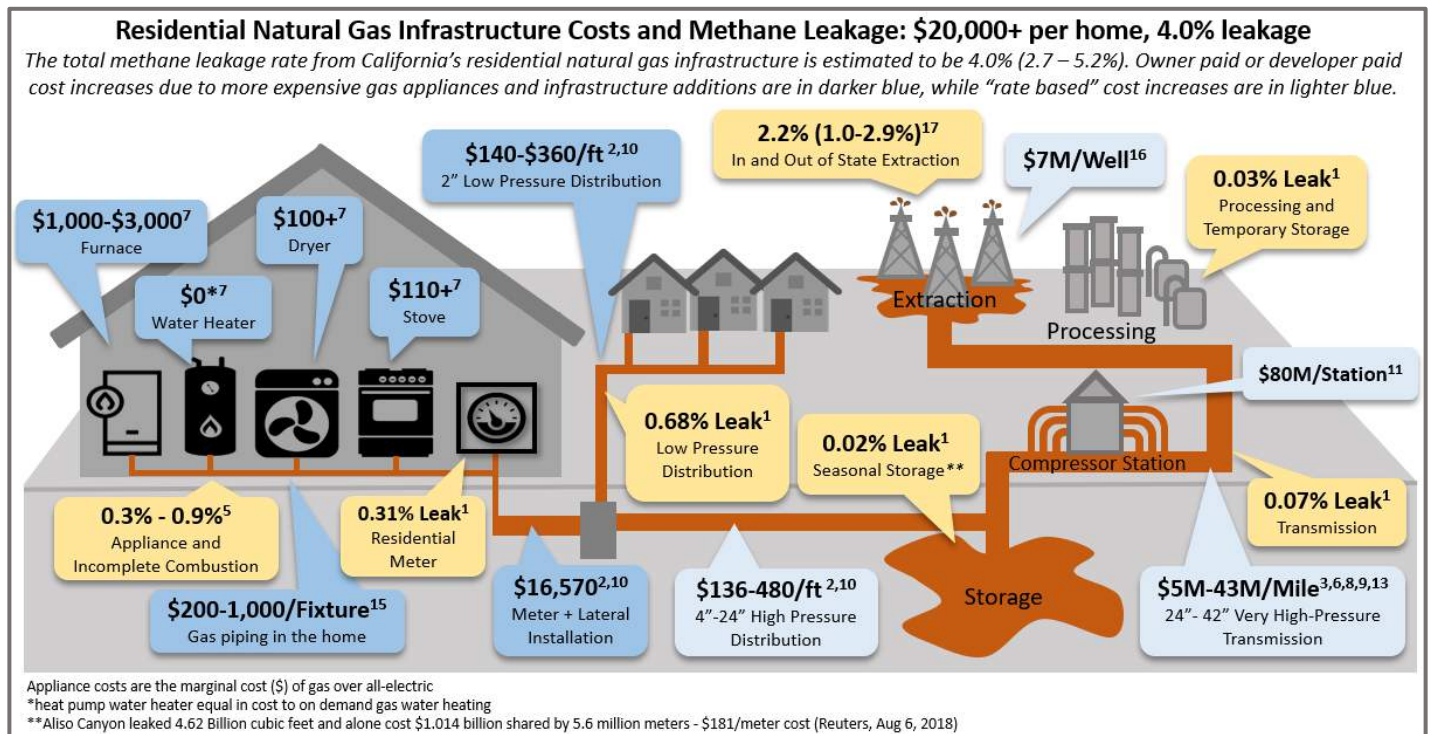 Residential Natural Gas Infrastructure Costs and Methane Leakage: $20,000+ per home, 4.0% leakage
The total methane leakage rate from California's residential natural gas infrastructure is estimated to be 4.0% (2.7 – 5.2%). Owner paid or developer paid
cost increases due to more expensive gas appliances and infrastructure additions are in darker blue, while “rate based” cost increases are in lighter blue.
$140-$360/ft 2,10
2” Low Pressure Distribution
2.2% (1.0-2.9%)17
In and Out of State Extraction
$7M/Well16
0.03% Leak1
Processing and
Temporary Storage
$1,000-$3,0007
Furnace
$100+7
Dryer
$0*7
Water Heater
$110+7
Stove
Extraction
Processing
$80M/Station11
0.68% Leak1
Low Pressure
Distribution
0.02% Leak1
Seasonal Storage**
Compressor Station
0.07% Leak1
Transmission
0.3% - 0.9%5
Appliance and
Incomplete Combustion
0.31% Leak1
Residential
Meter
$200-1,000/Fixture15
Gas piping in the home
$16,5702,10
Meter + Lateral
Installation
$136-480/ft 2,10
4”-24” High Pressure
Distribution
Storage
$5M-43M/Mile3,6,8,9,13
24”- 42” Very High-Pressure
Transmission
Appliance costs are the marginal cost ($) of gas over all-electric
*heat pump water heater equal in cost to on demand gas water heating
**Aliso Canyon leaked 4.62 Billion cubic feet and alone cost $1.014 billion shared by 5.6 million meters - $181/meter cost (Reuters, Aug 6, 2018)